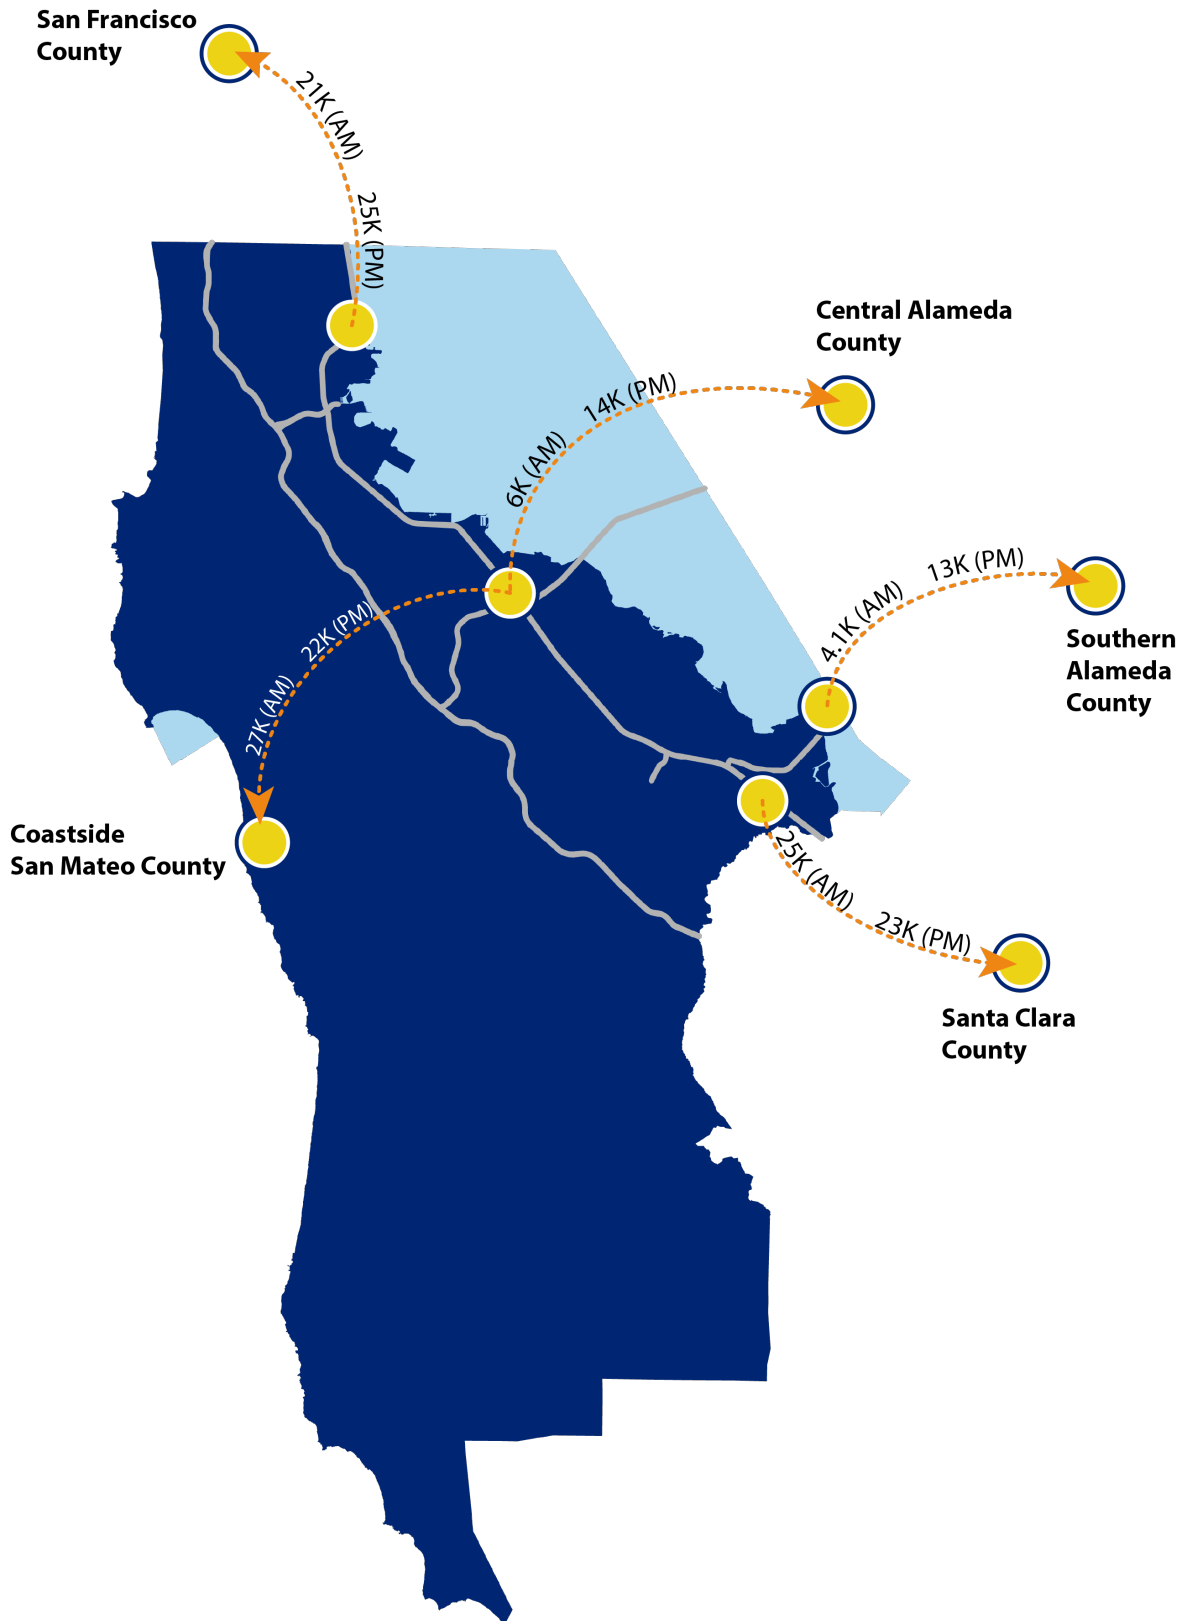 San Francisco
County
21K (AM)
25K (PM)
Central Alameda
County
14K (PM)
6K (AM)
13K (PM)
4.1K (AM)
Southern
Alameda
County
22K (PM)
27K (AM)
Coastside
San Mateo County
25K (AM)
23K (PM)
Santa Clara
County